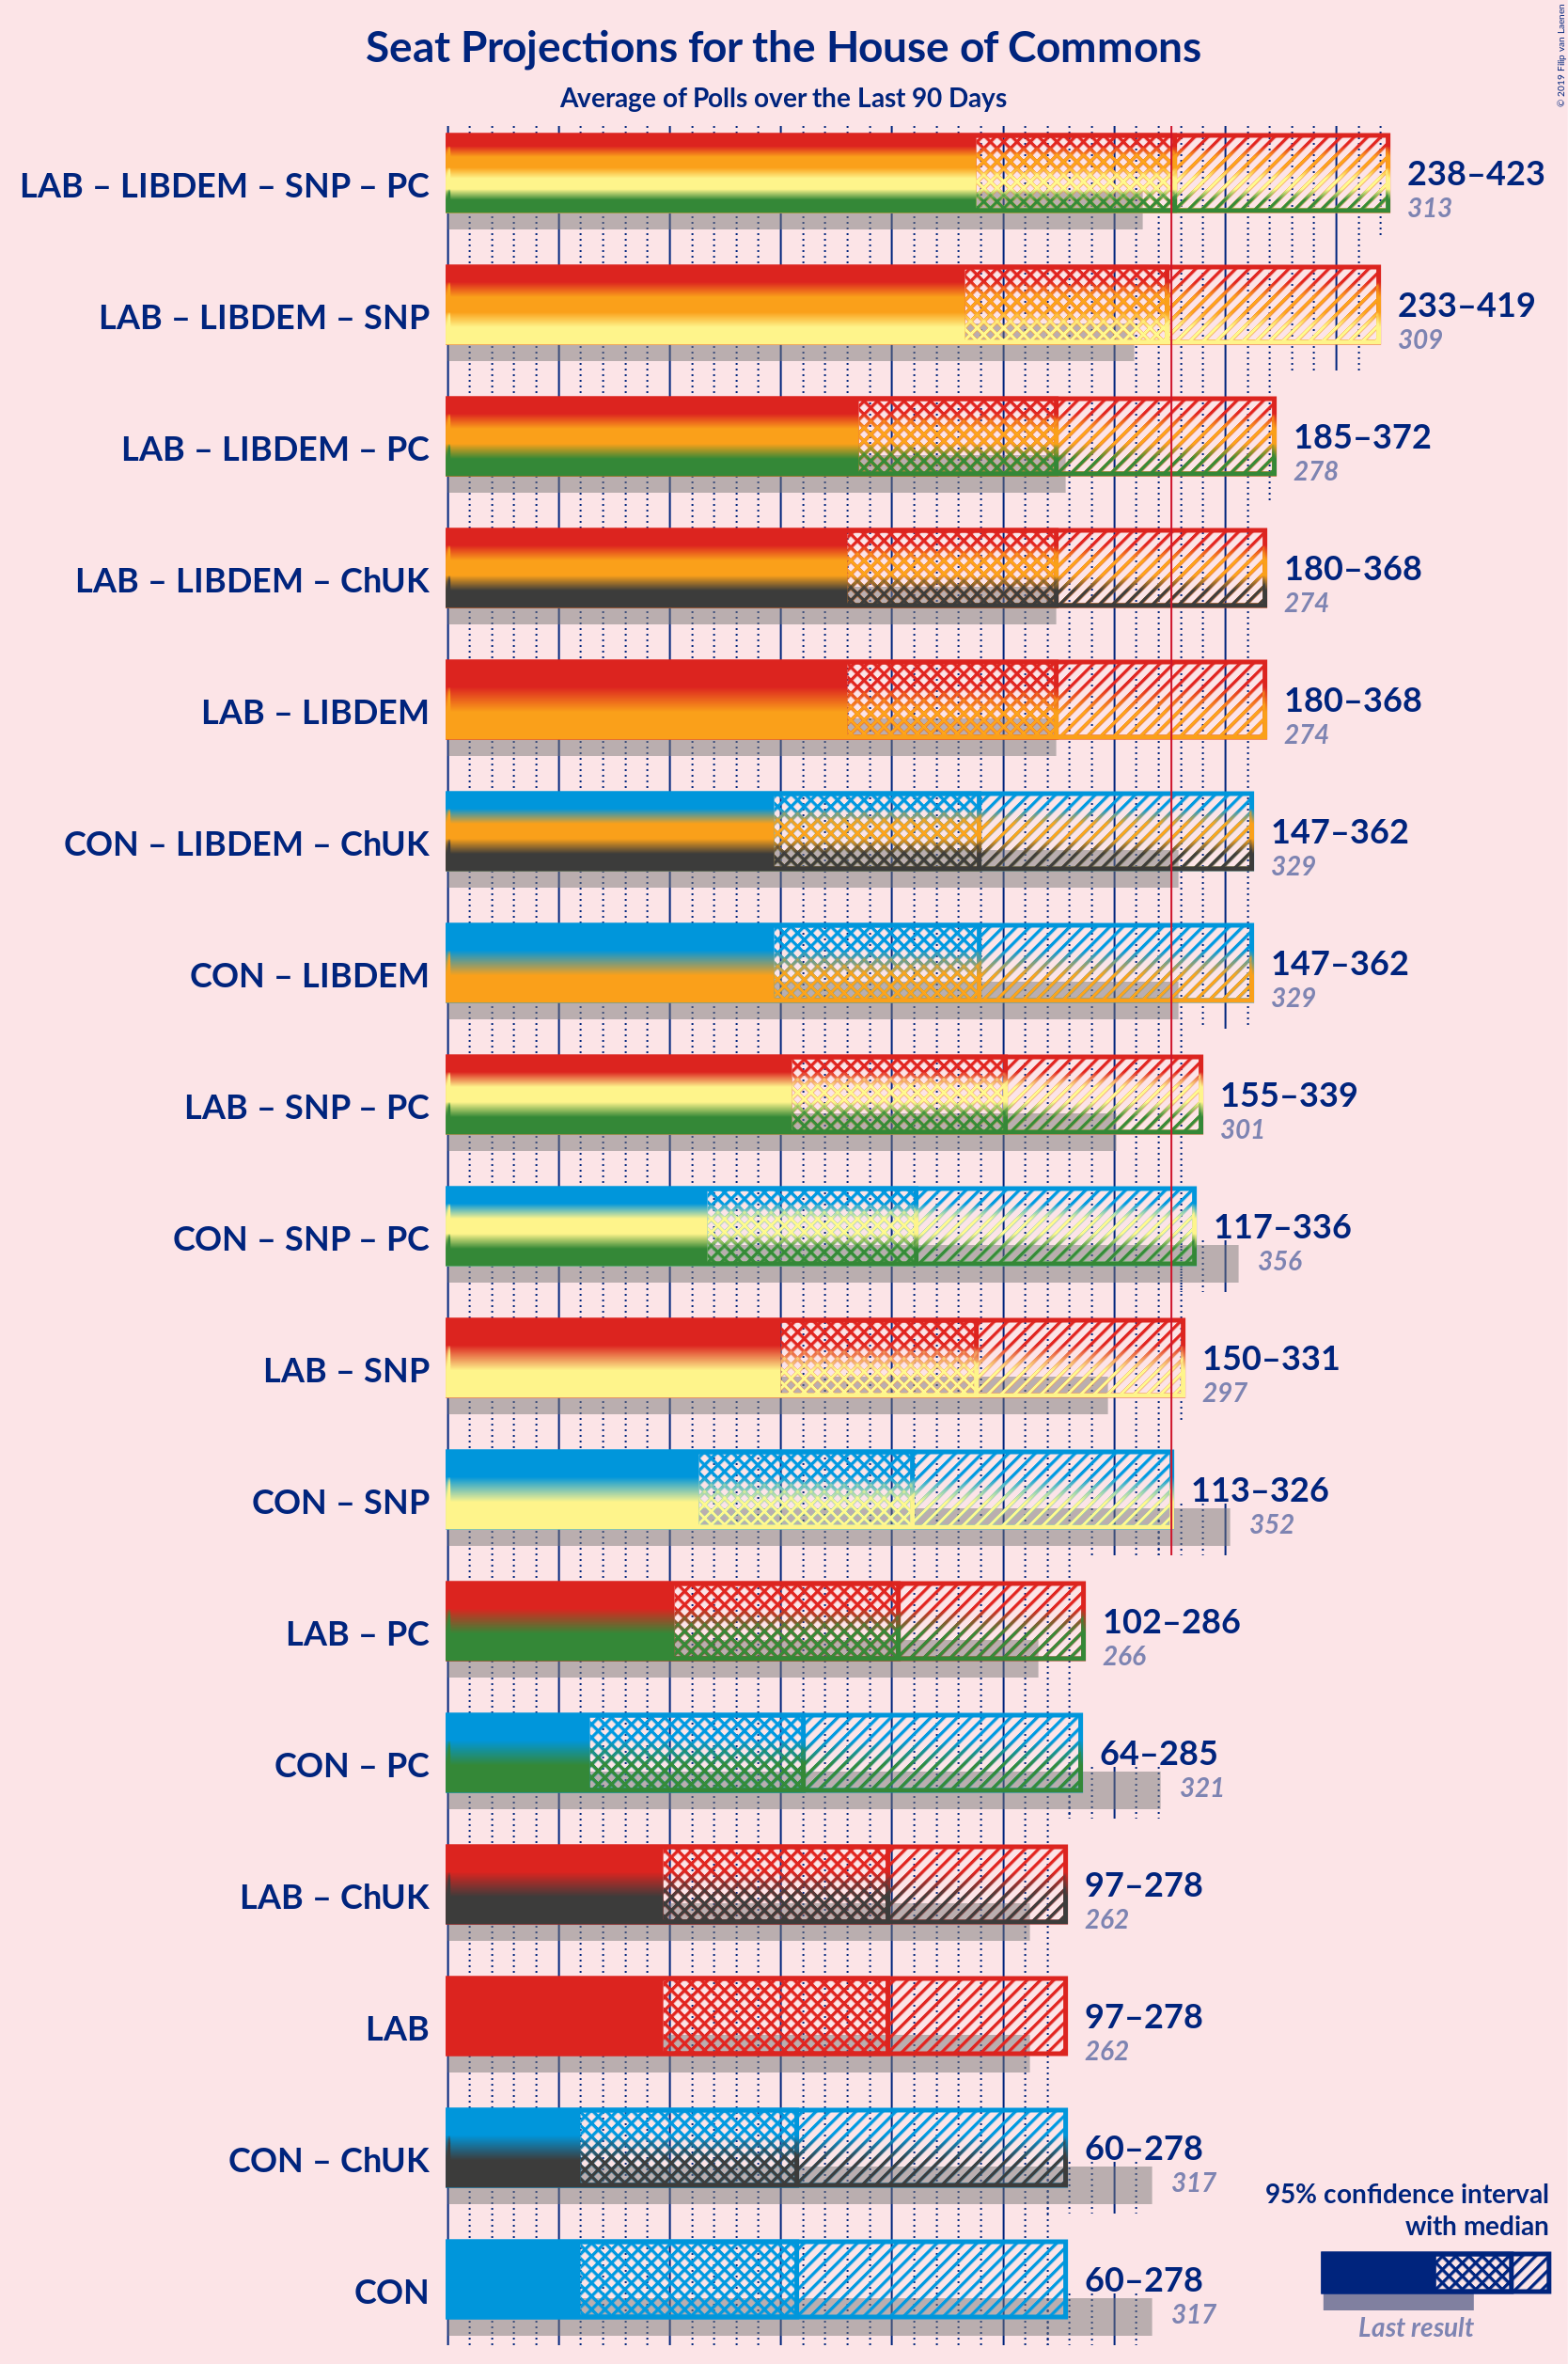 Seat Projections for the House of Commons
Average of Polls over the Last 90 Days
© 2019 Filip van Laenen
LAB – LIBDEM – SNP – PC
238–423
313
LAB – LIBDEM – SNP
233–419
309
LAB – LIBDEM – PC
185–372
278
LAB – LIBDEM – ChUK
180–368
274
LAB – LIBDEM
180–368
274
CON – LIBDEM – ChUK
147–362
329
CON – LIBDEM
147–362
329
LAB – SNP – PC
155–339
301
CON – SNP – PC
117–336
356
LAB – SNP
150–331
297
CON – SNP
113–326
352
LAB – PC
102–286
266
CON – PC
64–285
321
LAB – ChUK
97–278
262
LAB
97–278
262
CON – ChUK
60–278
317
CON
60–278
317
95% confidence interval
with median
Last result